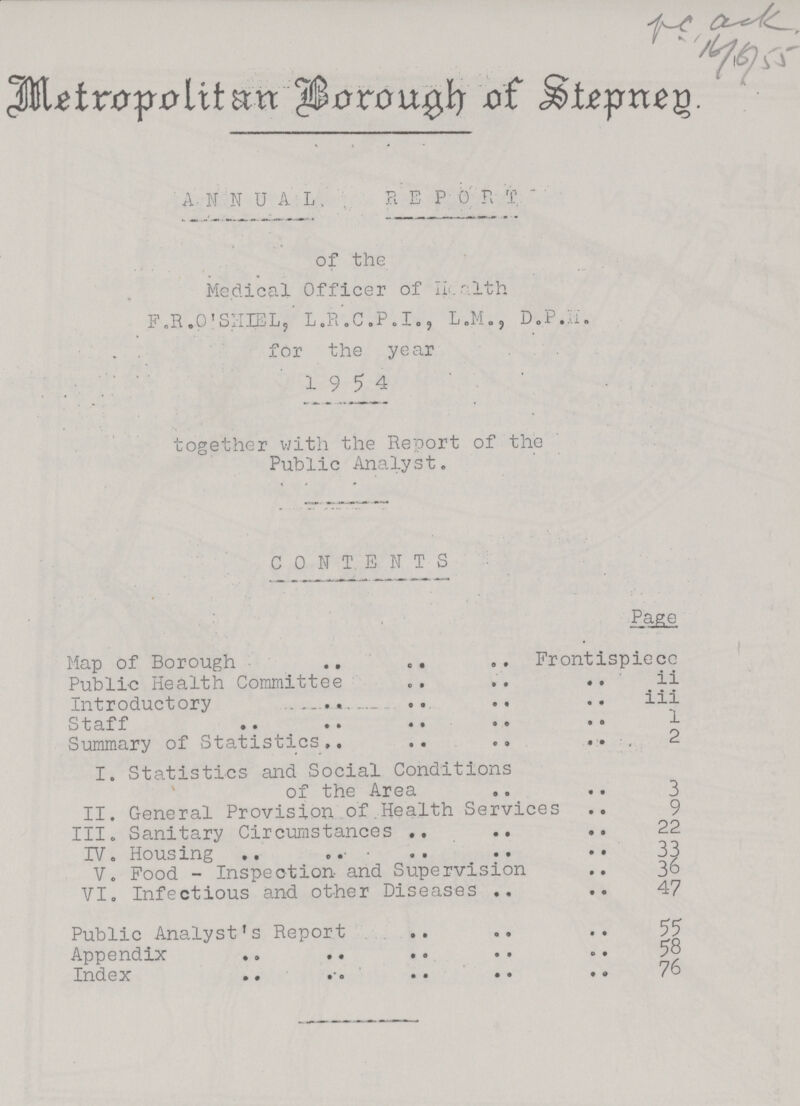 p.c. ack.
16/6/55
Metropolitan Borough of Stepney.
ANNUAL REPORT
of the
Medical Officer of Health
F.R.O'SHIEL, L.R.C.P.I., L.M., D.P.H.
for the year
1954
together with the Report of the
Public Analyst.
CONTENTS
Page
Map of Borough .. .. .. Frontispiece
Public Health Committee .. .. .. ii
Introductory .. .. .. .. iii
Staff .. .. .. .. .. 1
Summary of Statistics.. .. .. .. 2
I. Statistics and Social Conditions
of the Area .. .. 3
II. General Provision of Health Services .. 9
III. Sanitary Circumstances .. .. .. 22
IV. Housing .. .. .. .. .. 33
V. Food - Inspection and Supervision .. 36
VI. Infectious and other Diseases .. .. 47
Public Analyst's Report .. .. .. 55
Appendix .. .. .. .. .. 58
Index .. .. .. .. .. 76